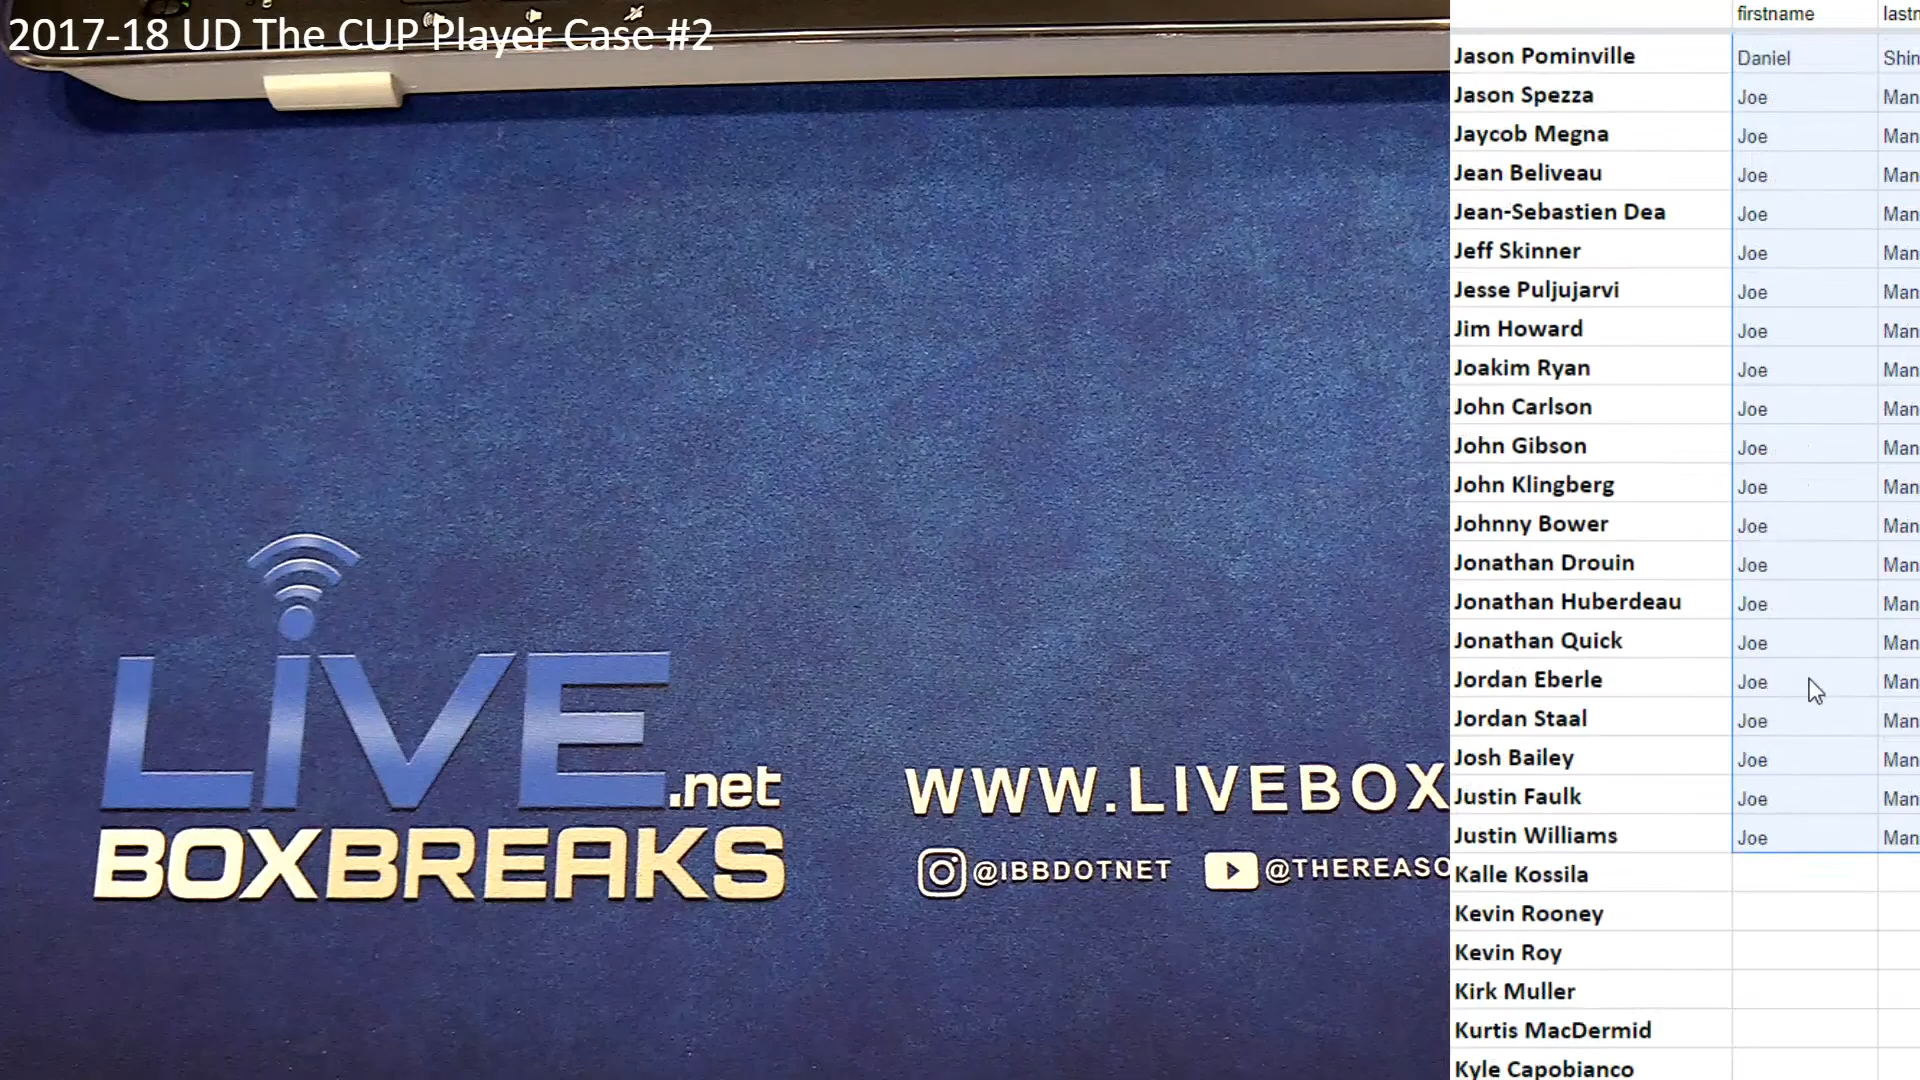 2017-18 UD The CUP Player Case #2
LiVE.net
BOXBREAKS
WWW.LIVEBOX
@IBBDOTNET @THEREASO
firstname lastn
Jason Pominville Daniel Shin
Jason Spezza Joe Man
Jaycob Megna Joe Man
Jean Beliveau Joe Man
Jean-Sebastien Dea Joe Man
Jeff Skinner Joe Man
Jesse Puljujarvi Joe Man
Jim Howard Joe Man
Joakim Ryan Joe Man
John Carlson Joe Man
John Gibson Joe Man
John Klingberg Joe Man
Johnny Bower Joe Man
Jonathan Drouin Joe Man
Jonathan Huberdeau Joe Man
Jonathan Quick Joe Man
Jordan Eberle Joe Man
Jordan Staal Joe Man
Josh Bailey Joe Man
Justin Faulk Joe Man
Justin Williams Joe Man
Kalle Kossila
Kevin Rooney
Kevin Roy
Kirk Muller
Kurtis MacDermid
Kyle Capobianco